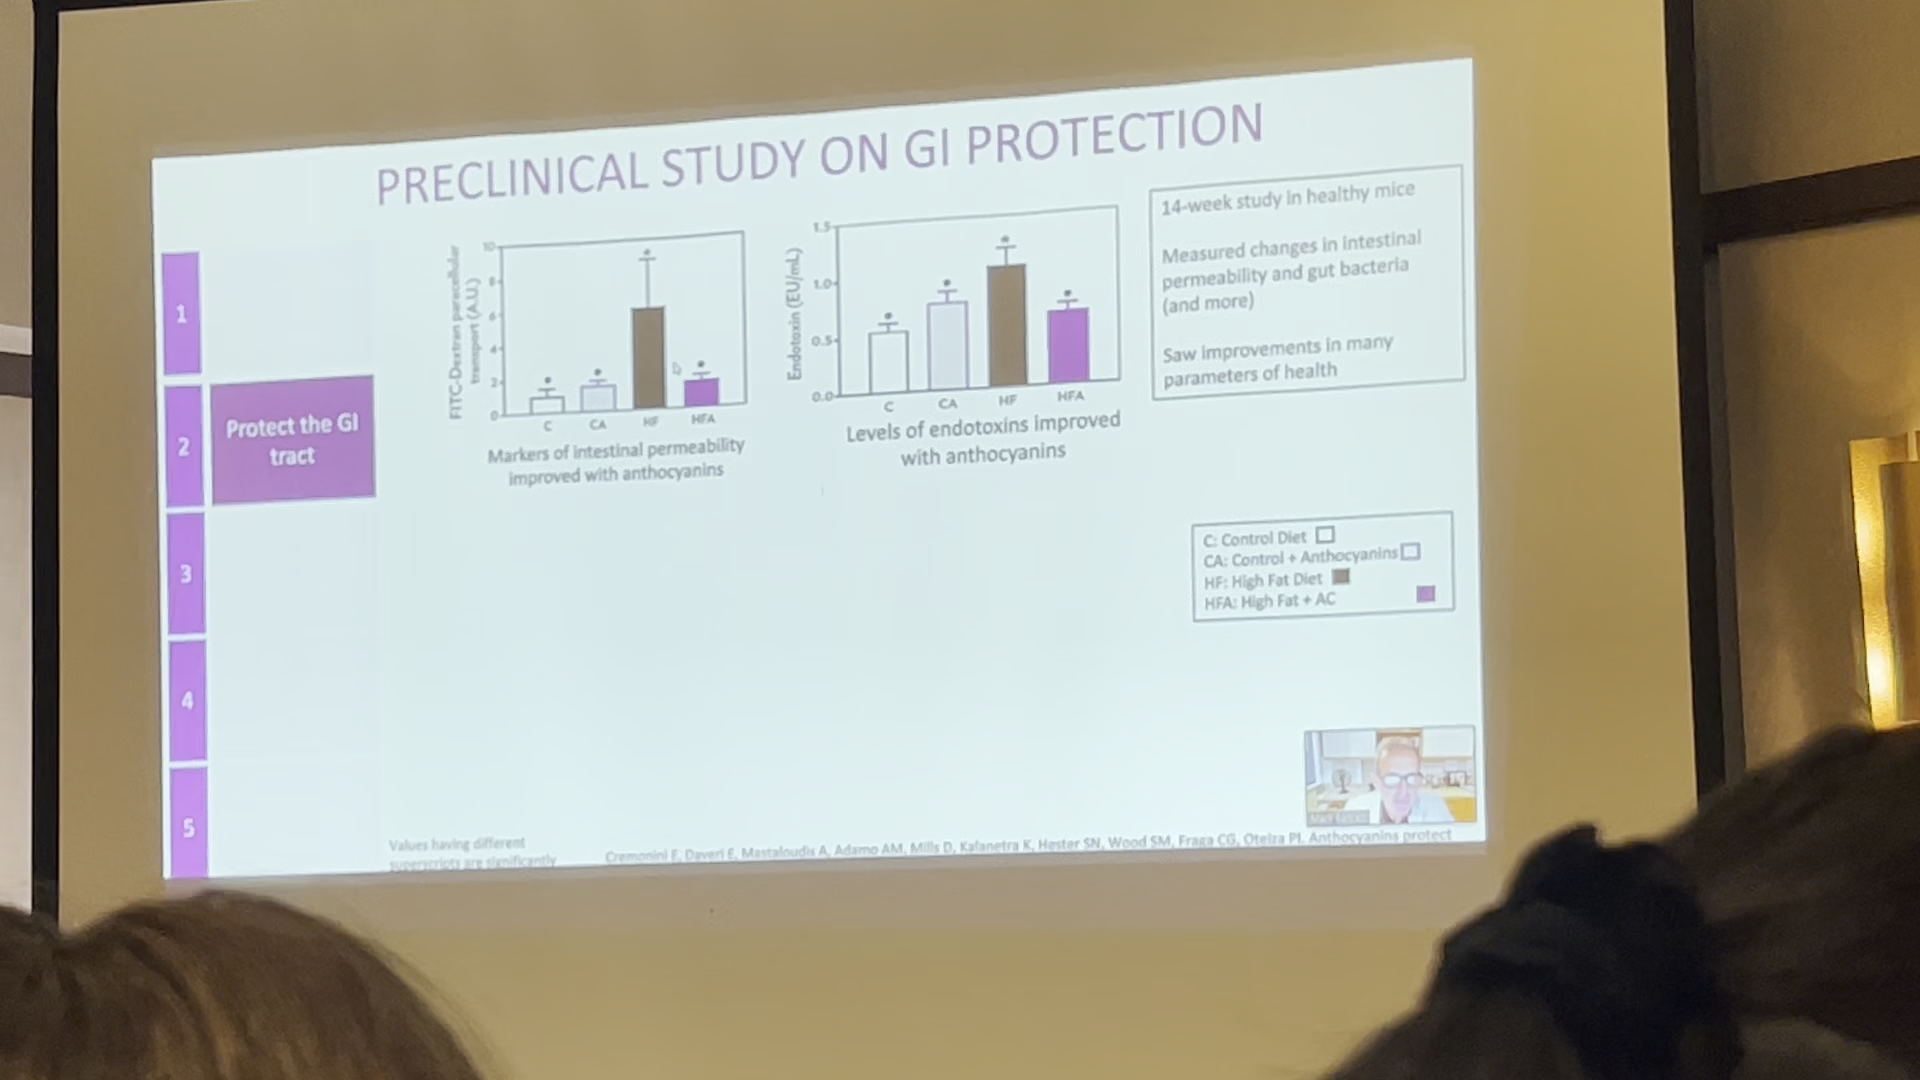 PRECLINICAL STUDY ON GI PROTECTION
1
2
3
4
5
Protect the GI
tract
FITC-Dextran paracellular
transport (A.U.)
10
8
6
4
2
0
C CA HF HFA
Markers of intestinal permeability
improved with anthocyanins
Endotoxin (EU/mL)
1.5
1.0
0.5
0.0
C CA HF HFA
Levels of endotoxins improved
with anthocyanins
14-week study in healthy mice
Measured changes in intestinal
permeability and gut bacteria
(and more)
Saw improvements in many
parameters of health
C: Control Diet
CA: Control + Anthocyanins
HF: High Fat Diet
HFA: High Fat + AC
Values having different
superscripts are significantly
Cremonini E, Daveri E, Mastaloudis A, Adamo AM, Mills D, Kalanetra K, Hester SN, Wood SM, Fraga CG, Oteiza PI. Anthocyanins protect